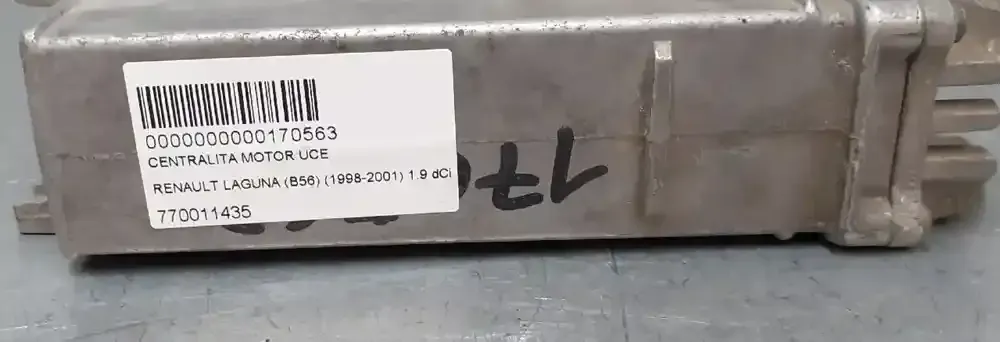 0000000000170563
CENTRALITA MOTOR UCE
RENAULT LAGUNA (B56) (1998-2001) 1.9 dCi
770011435